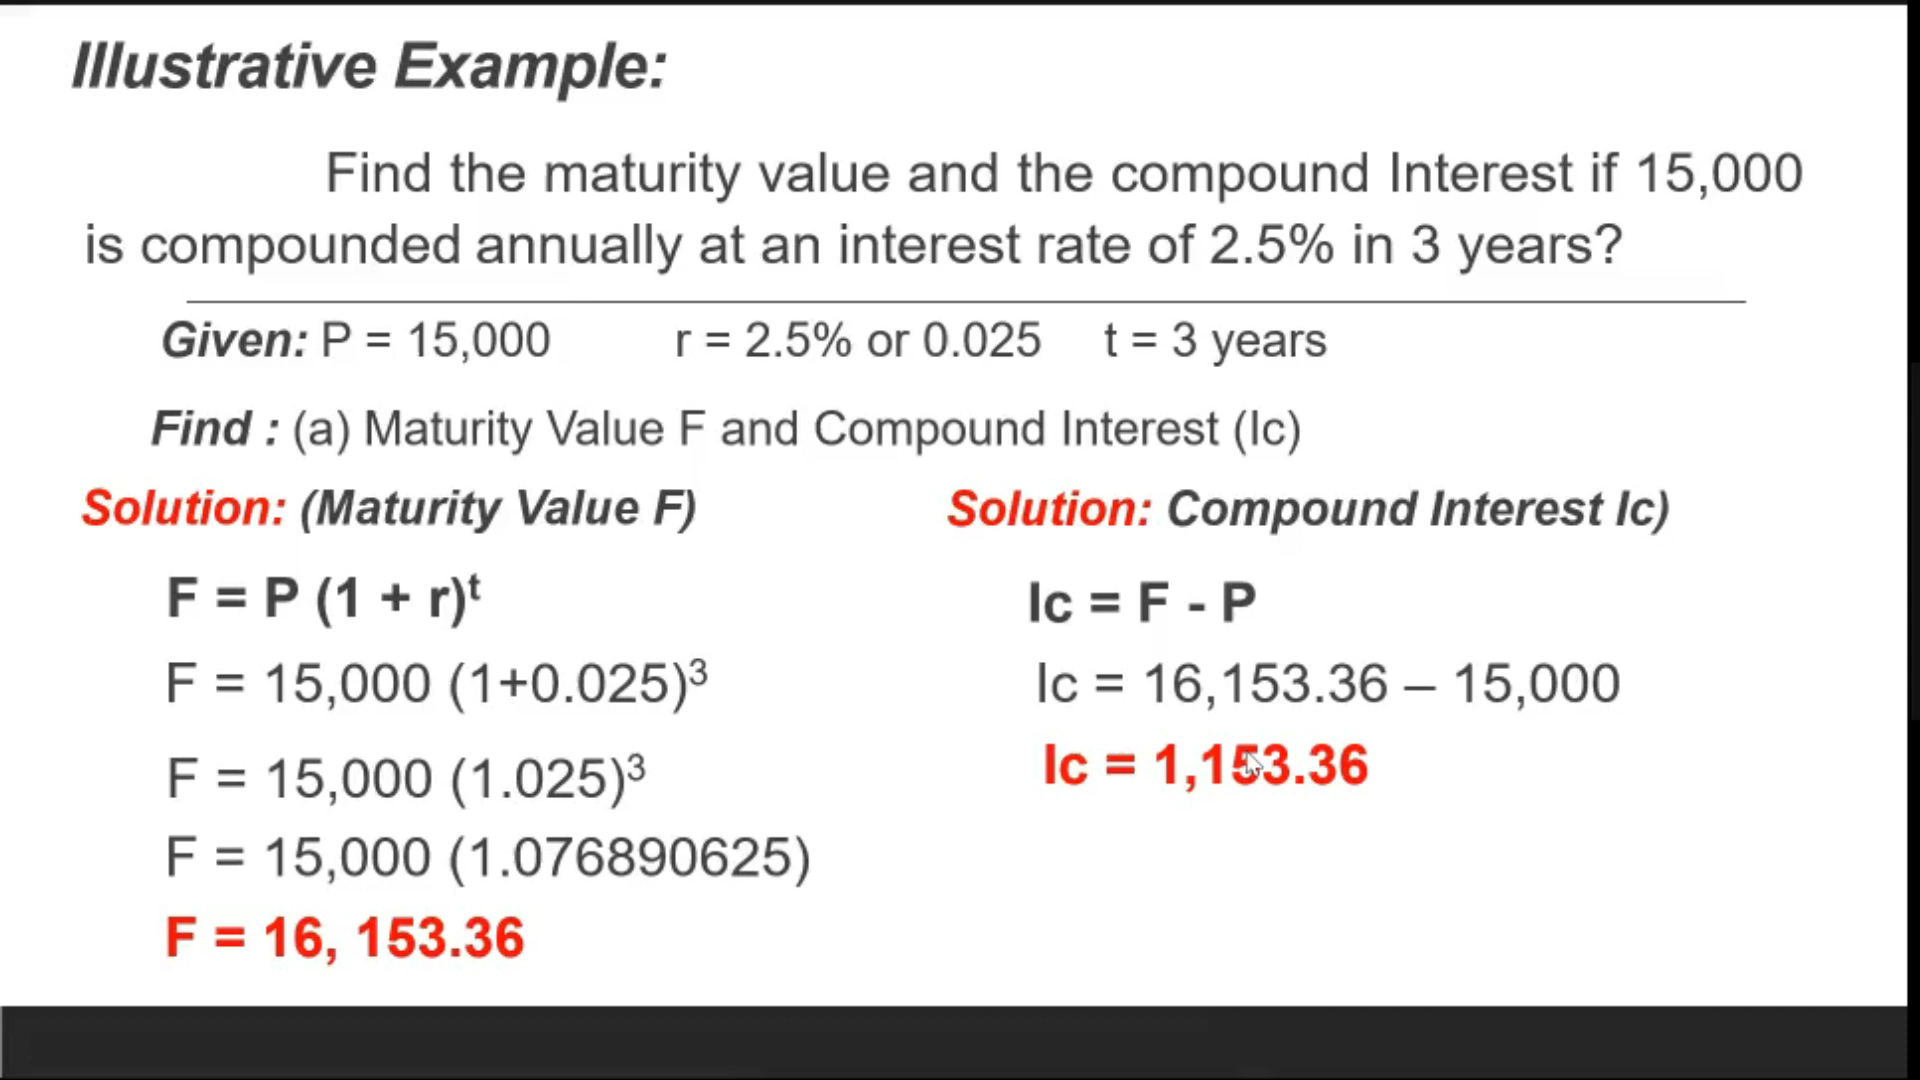 Illustrative Example:
Find the maturity value and the compound Interest if 15,000
is compounded annually at an interest rate of 2.5% in 3 years?
Given: P = 15,000 r = 2.5% or 0.025 t = 3 years
Find : (a) Maturity Value F and Compound Interest (Ic)
Solution: (Maturity Value F)
F = P (1 + r)ᵗ
F = 15,000 (1+0.025)³
F = 15,000 (1.025)³
F = 15,000 (1.076890625)
F = 16, 153.36
Solution: Compound Interest Ic)
Ic = F - P
Ic = 16,153.36 – 15,000
Ic = 1,153.36